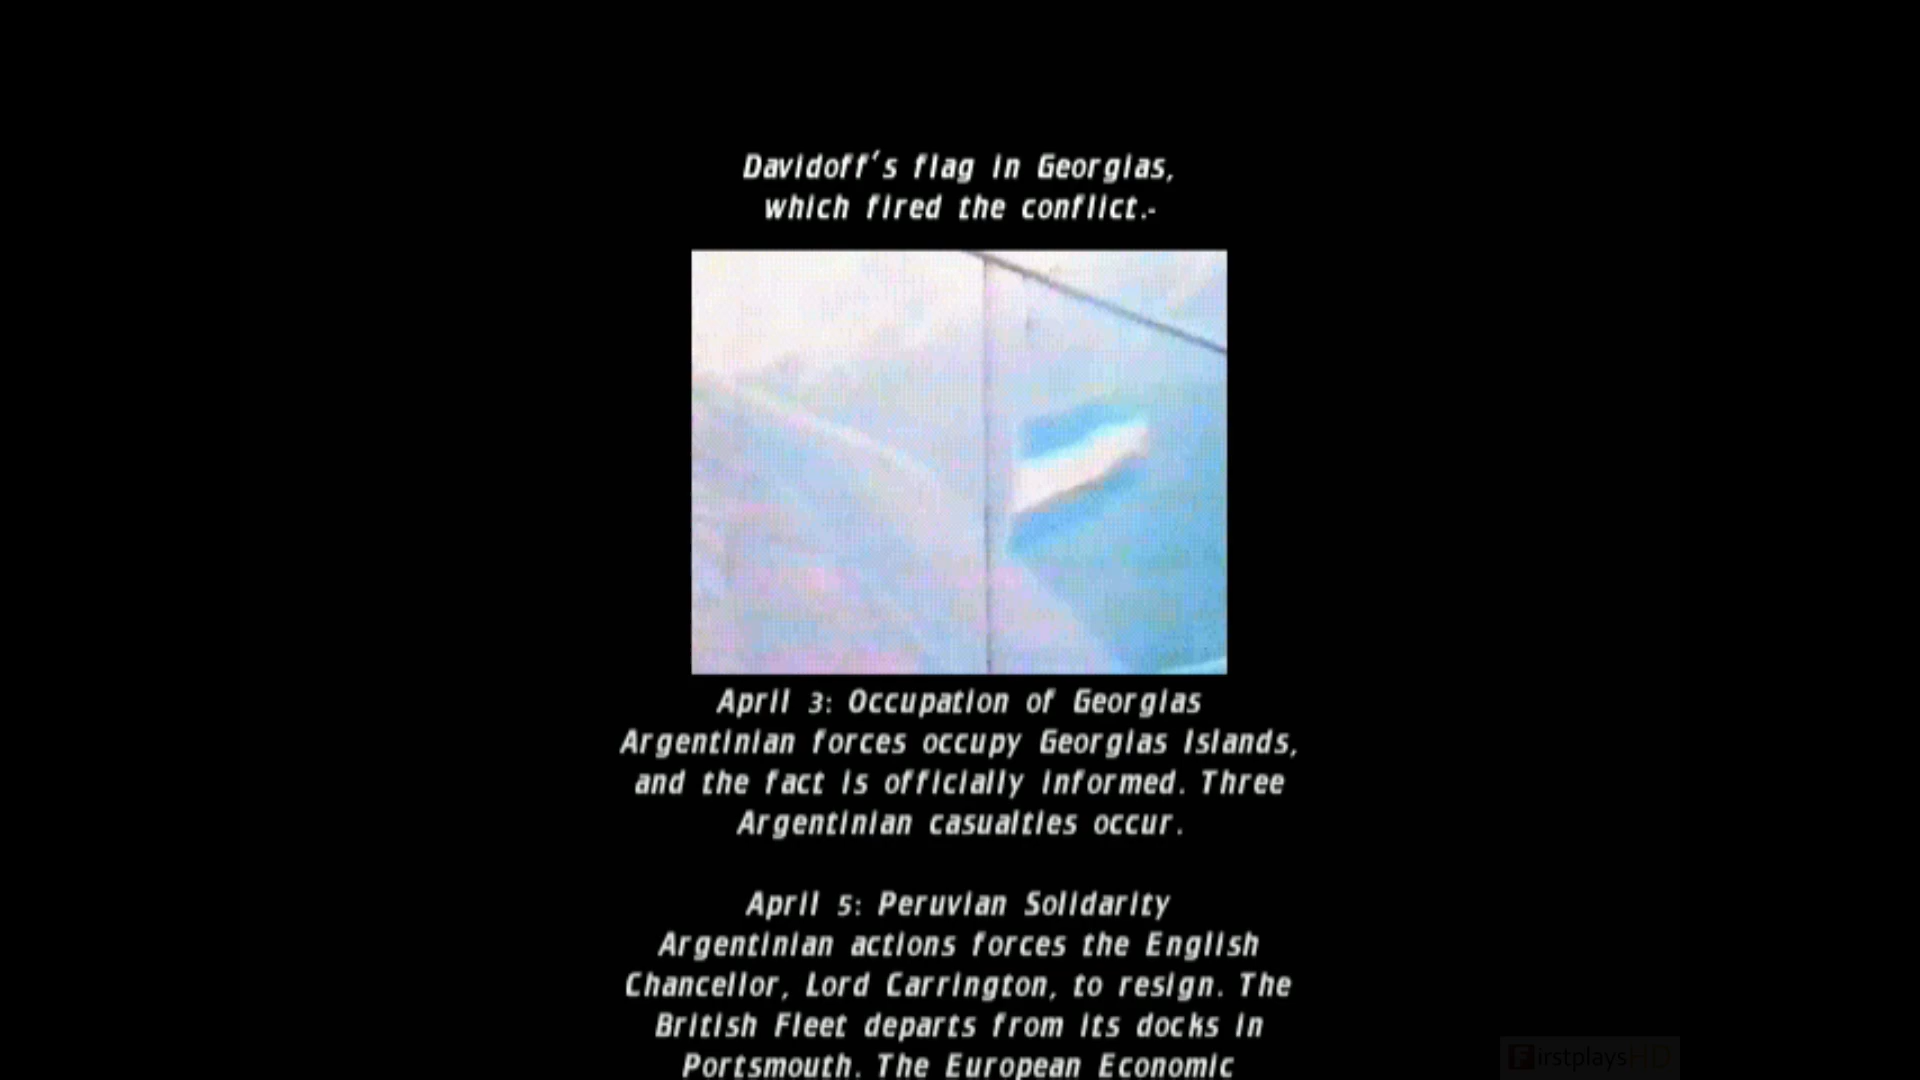 Davidoff's flag in Georgias,
which fired the conflict.-
April 3: Occupation of Georgias
Argentinian forces occupy Georgias Islands,
and the fact is officially informed. Three
Argentinian casualties occur.
April 5: Peruvian Solidarity
Argentinian actions forces the English
Chancellor, Lord Carrington, to resign. The
British Fleet departs from its docks in
Portsmouth. The European Economic
FirstplaysHD